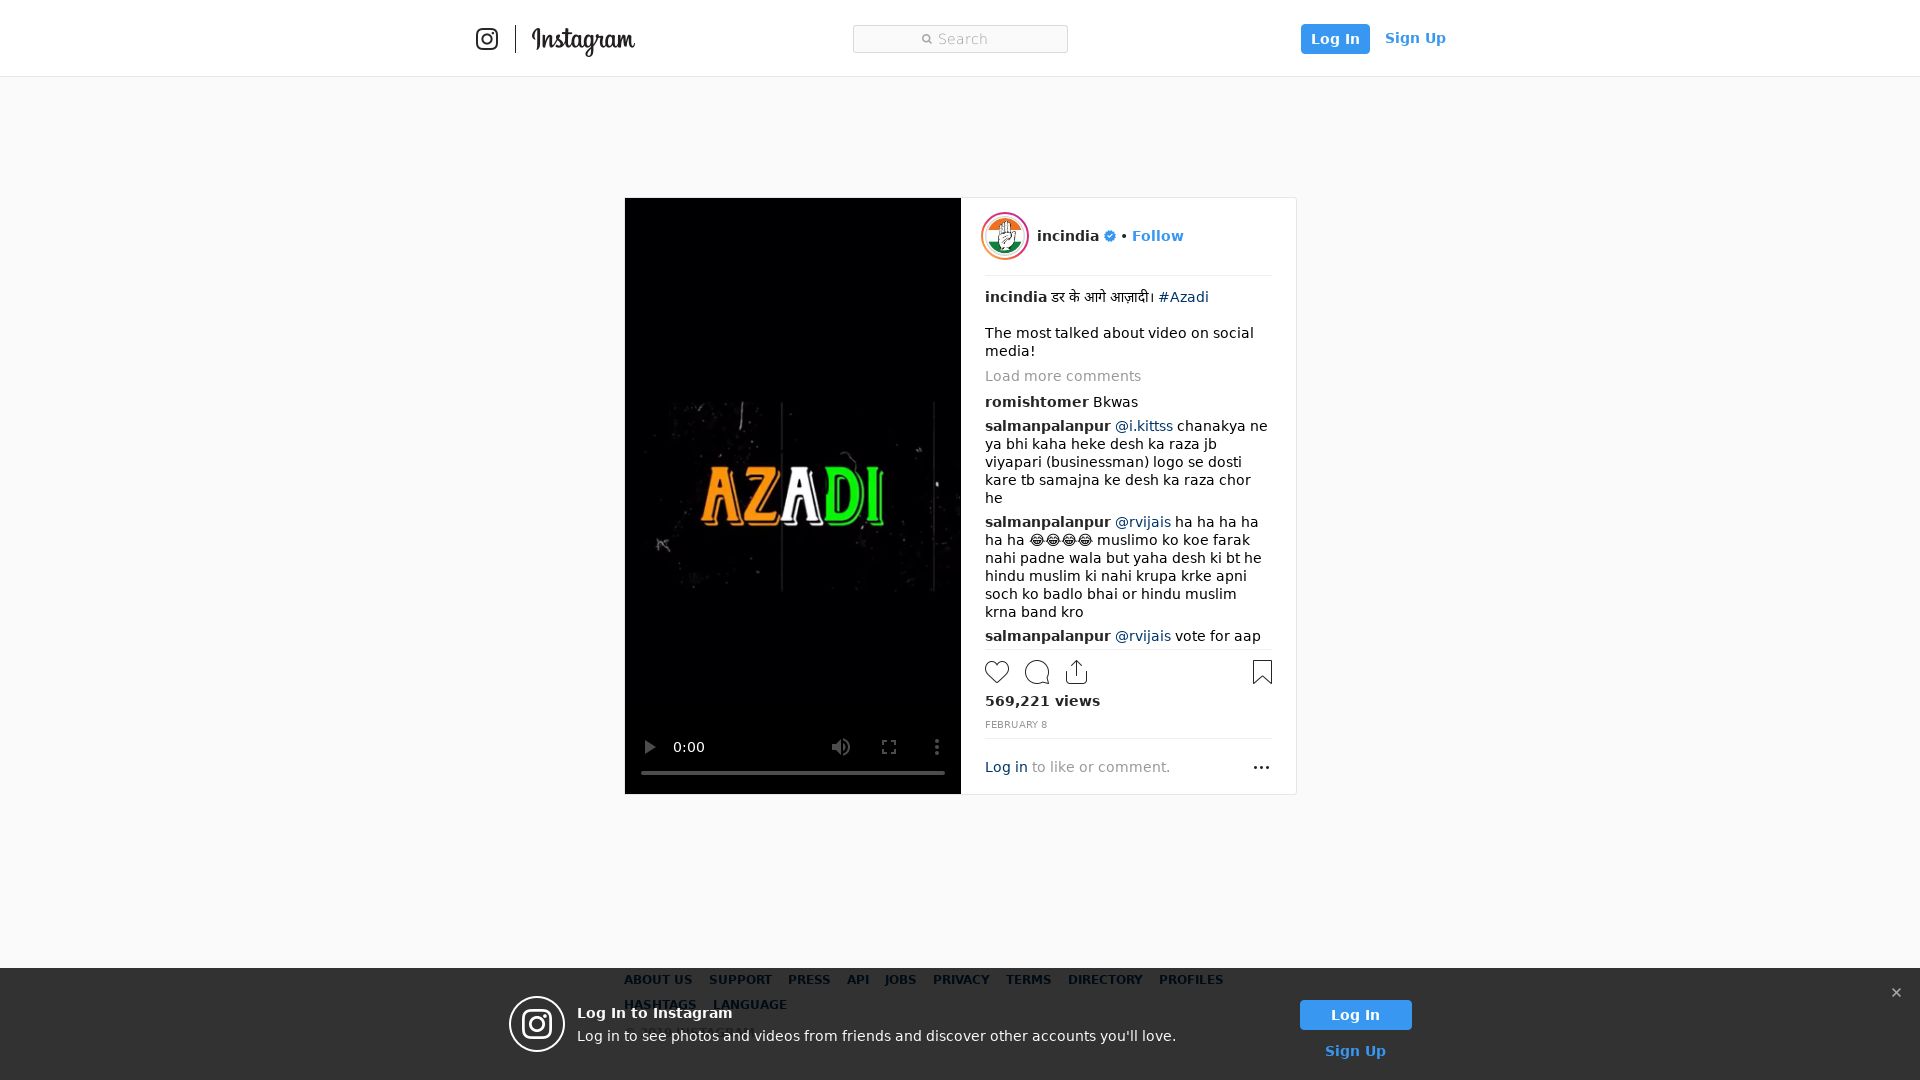 Instagram
Search
Log In
Sign Up
AZADI
0:00
incindia • Follow
incindia डर के आगे आज़ादी। #Azadi
The most talked about video on social
media!
Load more comments
romishtomer Bkwas
salmanpalanpur @i.kittss chanakya ne
ya bhi kaha heke desh ka raza jb
viyapari (businessman) logo se dosti
kare tb samajna ke desh ka raza chor
he
salmanpalanpur @rvijais ha ha ha ha
ha ha 😂😂😂😂 muslimo ko koe farak
nahi padne wala but yaha desh ki bt he
hindu muslim ki nahi krupa krke apni
soch ko badlo bhai or hindu muslim
krna band kro
salmanpalanpur @rvijais vote for aap
569,221 views
FEBRUARY 8
Log in to like or comment.
ABOUT US SUPPORT PRESS API JOBS PRIVACY TERMS DIRECTORY PROFILES
HASHTAGS LANGUAGE
Log In to Instagram
Log in to see photos and videos from friends and discover other accounts you'll love.
Log In
Sign Up